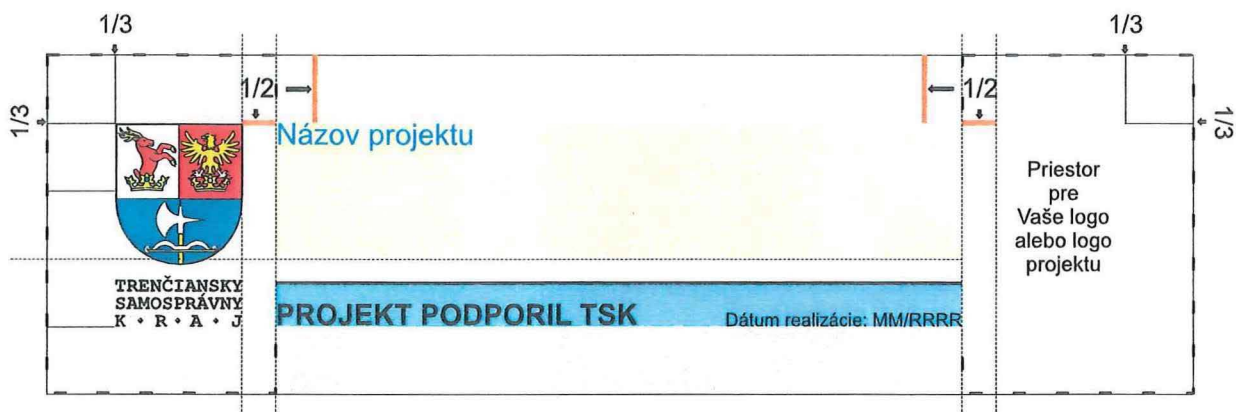 1/3
1/3
1/2
1/2
1/3
1/3
Názov projektu
Priestor
pre
Vaše logo
alebo logo
projektu
TRENČIANSKY
SAMOSPRÁVNY
K • R • A • J
PROJEKT PODPORIL TSK
Dátum realizácie: MM/RRRR